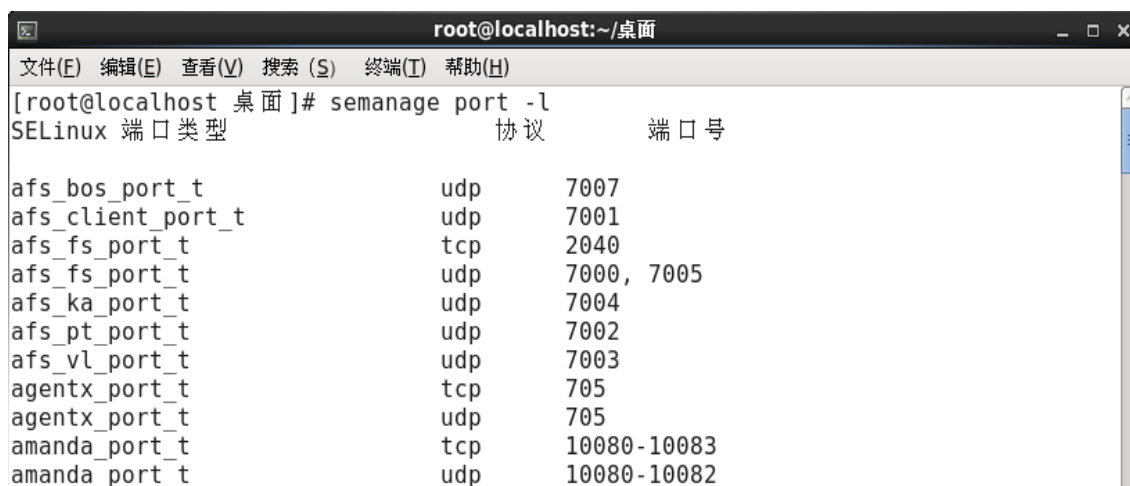 root@localhost:~/桌面
文件(F) 编辑(E) 查看(V) 搜索 (S) 终端(T) 帮助(H)
[root@localhost 桌面]# semanage port -l
SELinux 端口类型 协议 端口号
afs_bos_port_t udp 7007
afs_client_port_t udp 7001
afs_fs_port_t tcp 2040
afs_fs_port_t udp 7000, 7005
afs_ka_port_t udp 7004
afs_pt_port_t udp 7002
afs_vl_port_t udp 7003
agentx_port_t tcp 705
agentx_port_t udp 705
amanda_port_t tcp 10080-10083
amanda_port_t udp 10080-10082